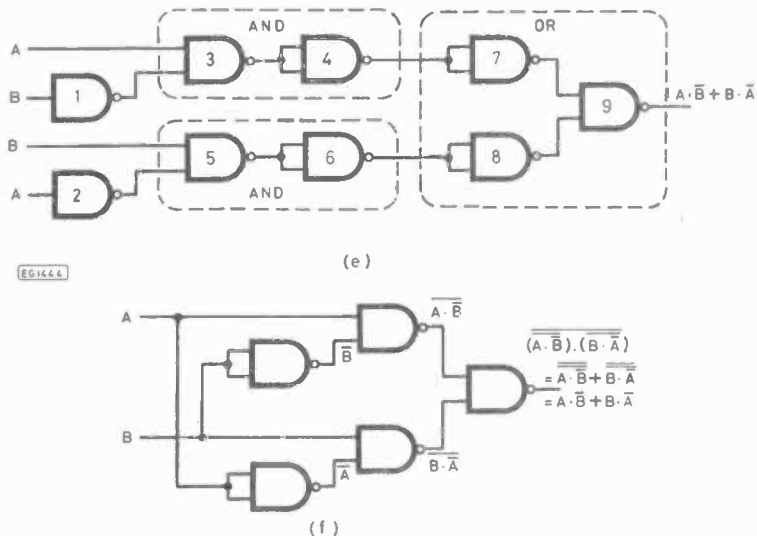 AND
OR
A
3
4
7
B
1
9
A·B̅ + B·A̅
B
5
6
8
A
2
AND
(e)
EG1444
A
A̅·̅B̿
B̅
(̅A̅·̅B̿)̅.̅(̅B̅·̅A̿)̅
= A̿·̿B̅̿ + B̿·̿A̅̿
= A·B̅ + B·A̅
B
A̅
B̅·̅A̿
(f)